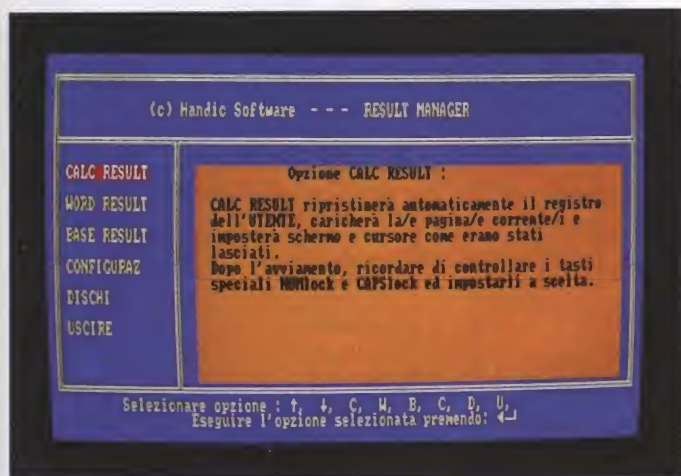 (c) Handic Software --- RESULT MANAGER
CALC RESULT
WORD RESULT
BASE RESULT
CONFIGURAZ
DISCHI
USCIRE
Opzione CALC RESULT :
CALC RESULT ripristinerà automaticamente il registro
dell'UTENTE, caricherà la/e pagina/e corrente/i e
imposterà schermo e cursore come erano stati
lasciati.
Dopo l'avviamento, ricordare di controllare i tasti
speciali NUMlock e CAPSlock ed impostarli a scelta.
Selezionare opzione : ↑, ↓, C, W, B, C, D, U,
Eseguire l'opzione selezionata premendo: ↵